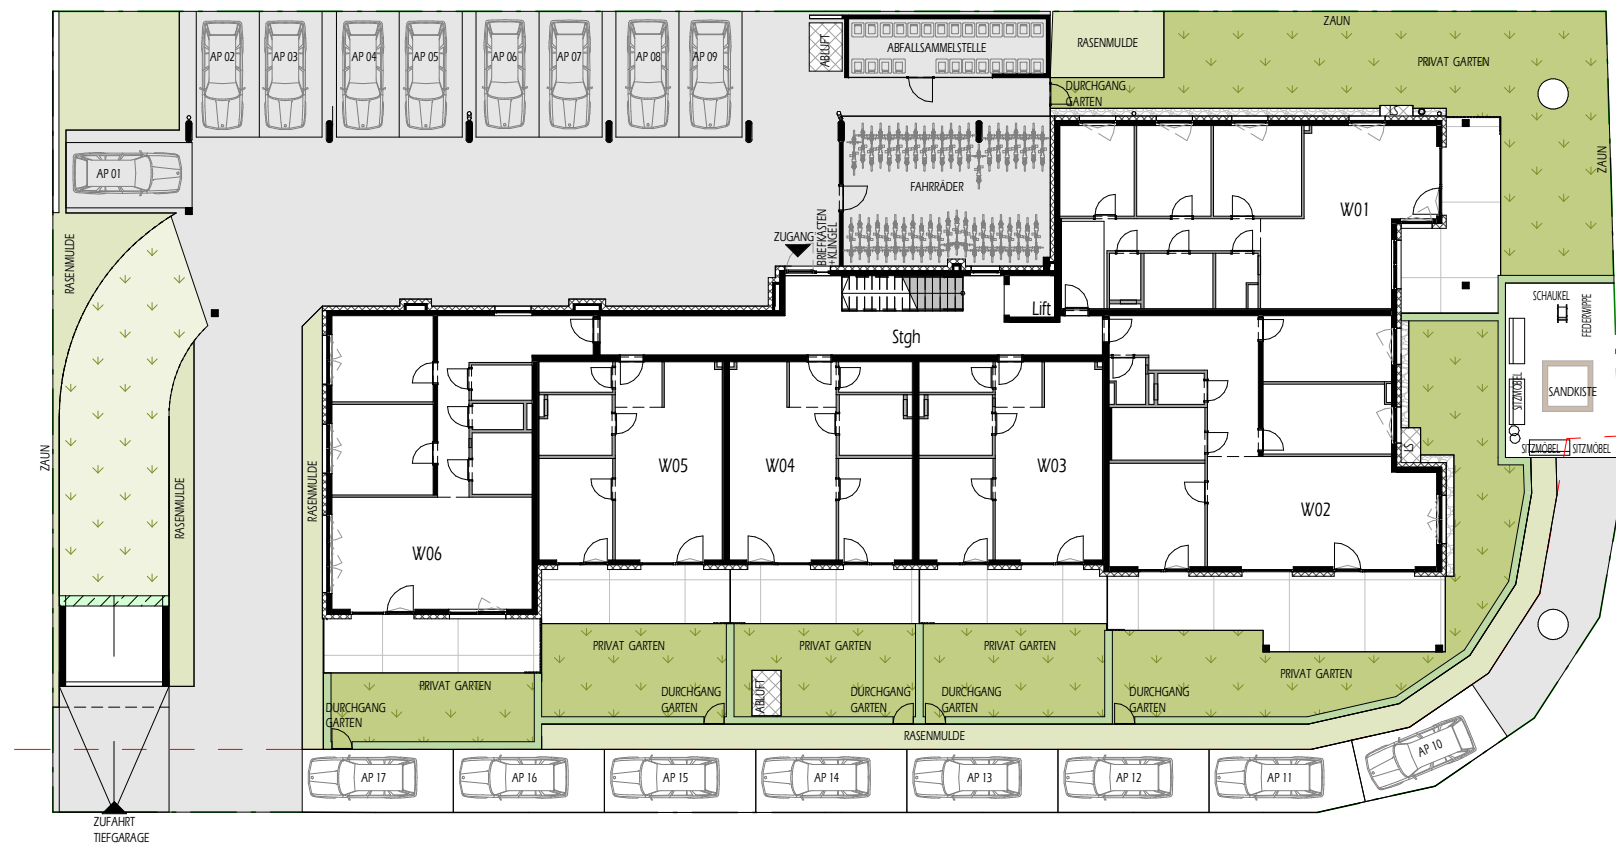 ZAUN
AP 02
AP 03
AP 04
AP 05
AP 06
AP 07
AP 08
AP 09
ABLUFT
ABFALLSAMMELSTELLE
RASENMULDE
PRIVAT GARTEN
DURCHGANG
GARTEN
LS
ZAUN
AP 01
FAHRRÄDER
W01
RASENMULDE
ZUGANG
BRIEFKASTEN
+KLINGEL
Lift
Stgh
SCHAUKEL
FEDERWIPPE
SITZMÖBEL
SANDKISTE
SITZMÖBEL
SITZMÖBEL
LS
ZAUN
RASENMULDE
RASENMULDE
W05
W04
W03
W02
W06
PRIVAT GARTEN
PRIVAT GARTEN
PRIVAT GARTEN
PRIVAT GARTEN
PRIVAT GARTEN
ABLUFT
DURCHGANG
GARTEN
DURCHGANG
GARTEN
DURCHGANG
GARTEN
DURCHGANG
GARTEN
DURCHGANG
GARTEN
RASENMULDE
AP 17
AP 16
AP 15
AP 14
AP 13
AP 12
AP 11
AP 10
ZUFAHRT
TIEFGARAGE